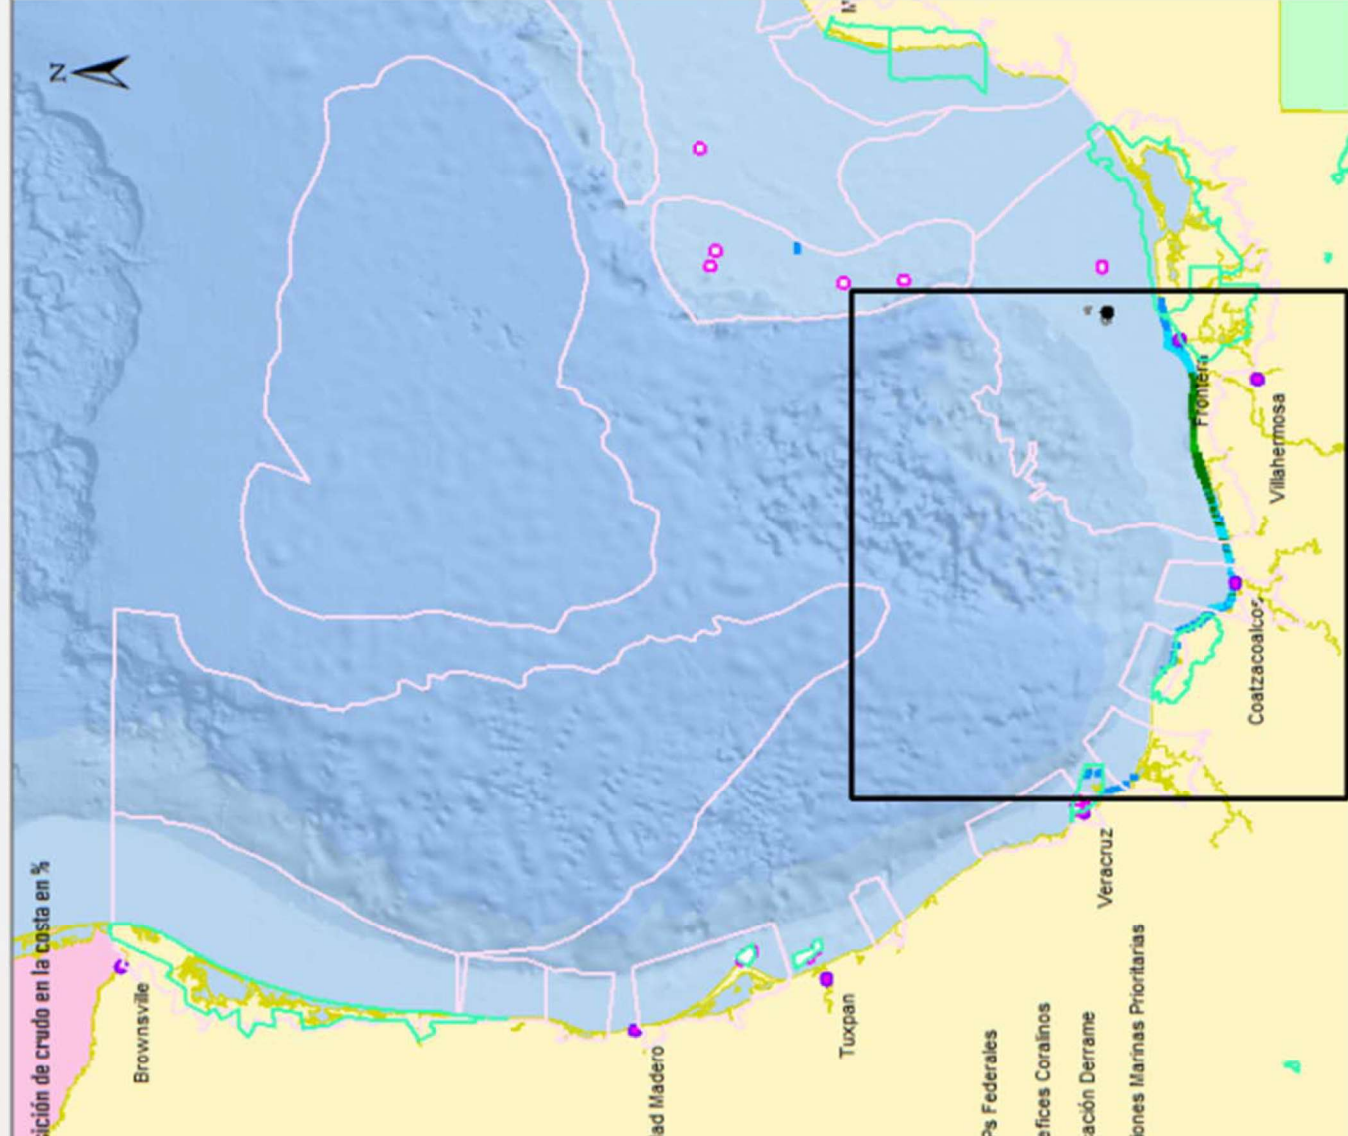 sición de crudo en la costa en %
N
M
Brownsville
ad Madero
Tuxpan
Veracruz
Coatzacoalcos
Frontera
Villahermosa
Ps Federales
efices Coralinos
ación Derrame
iones Marinas Prioritarias